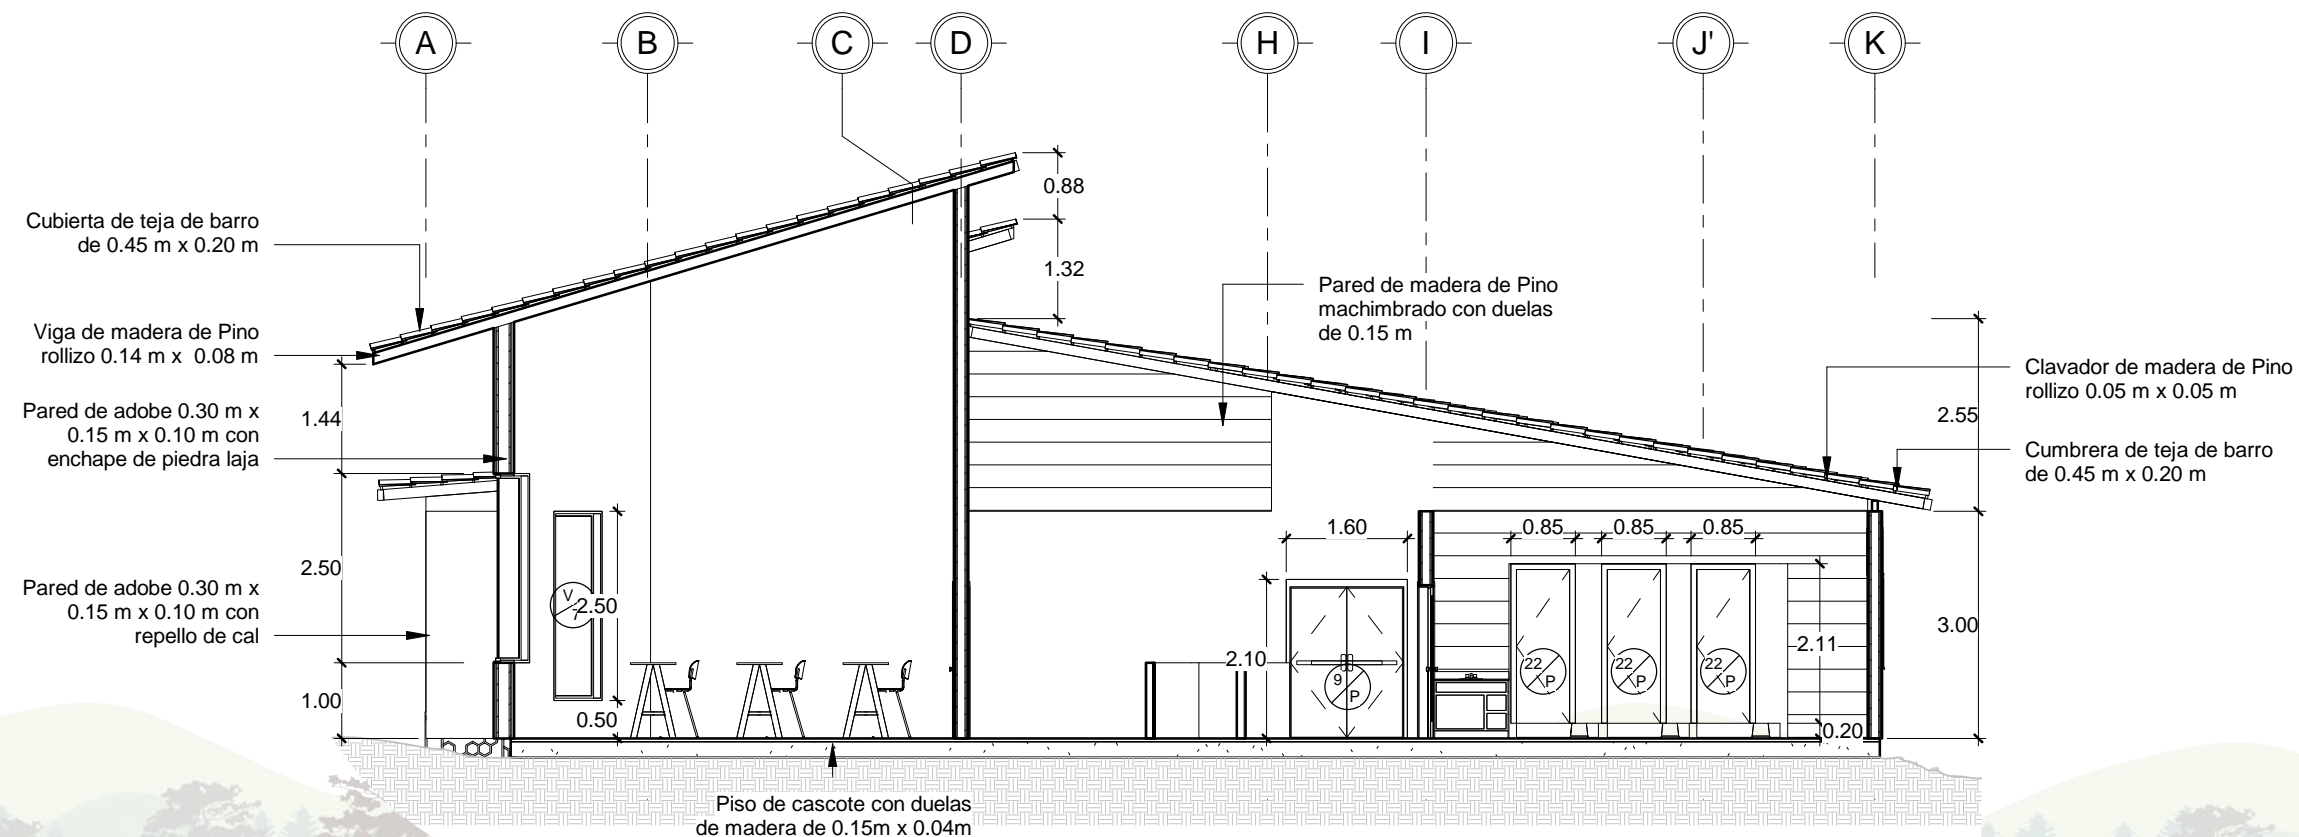 A
B
C
D
H
I
J'
K
0.88
1.32
Cubierta de teja de barro
de 0.45 m x 0.20 m
Viga de madera de Pino
rollizo 0.14 m x 0.08 m
Pared de adobe 0.30 m x
0.15 m x 0.10 m con
enchape de piedra laja
Pared de adobe 0.30 m x
0.15 m x 0.10 m con
repello de cal
1.44
2.50
1.00
V
7
2.50
0.50
Pared de madera de Pino
machimbrado con duelas
de 0.15 m
1.60
2.10
9
P
0.85
0.85
0.85
22
P
22
P
22
P
2.11
0.20
2.55
3.00
Clavador de madera de Pino
rollizo 0.05 m x 0.05 m
Cumbrera de teja de barro
de 0.45 m x 0.20 m
Piso de cascote con duelas
de madera de 0.15m x 0.04m